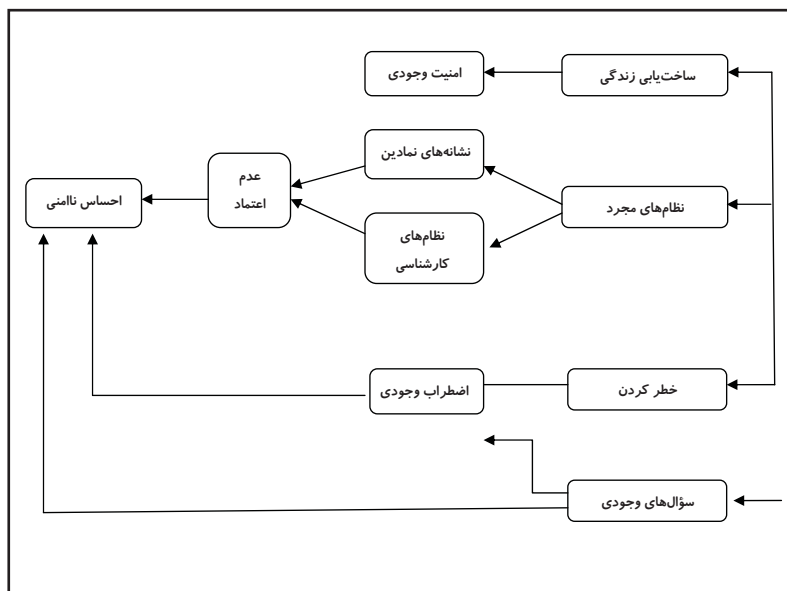 ساخت‌یابی زندگی
امنیت وجودی
نظام‌های مجرد
نشانه‌های نمادین
نظام‌های
کارشناسی
عدم
اعتماد
احساس ناامنی
خطر کردن
اضطراب وجودی
سؤال‌های وجودی